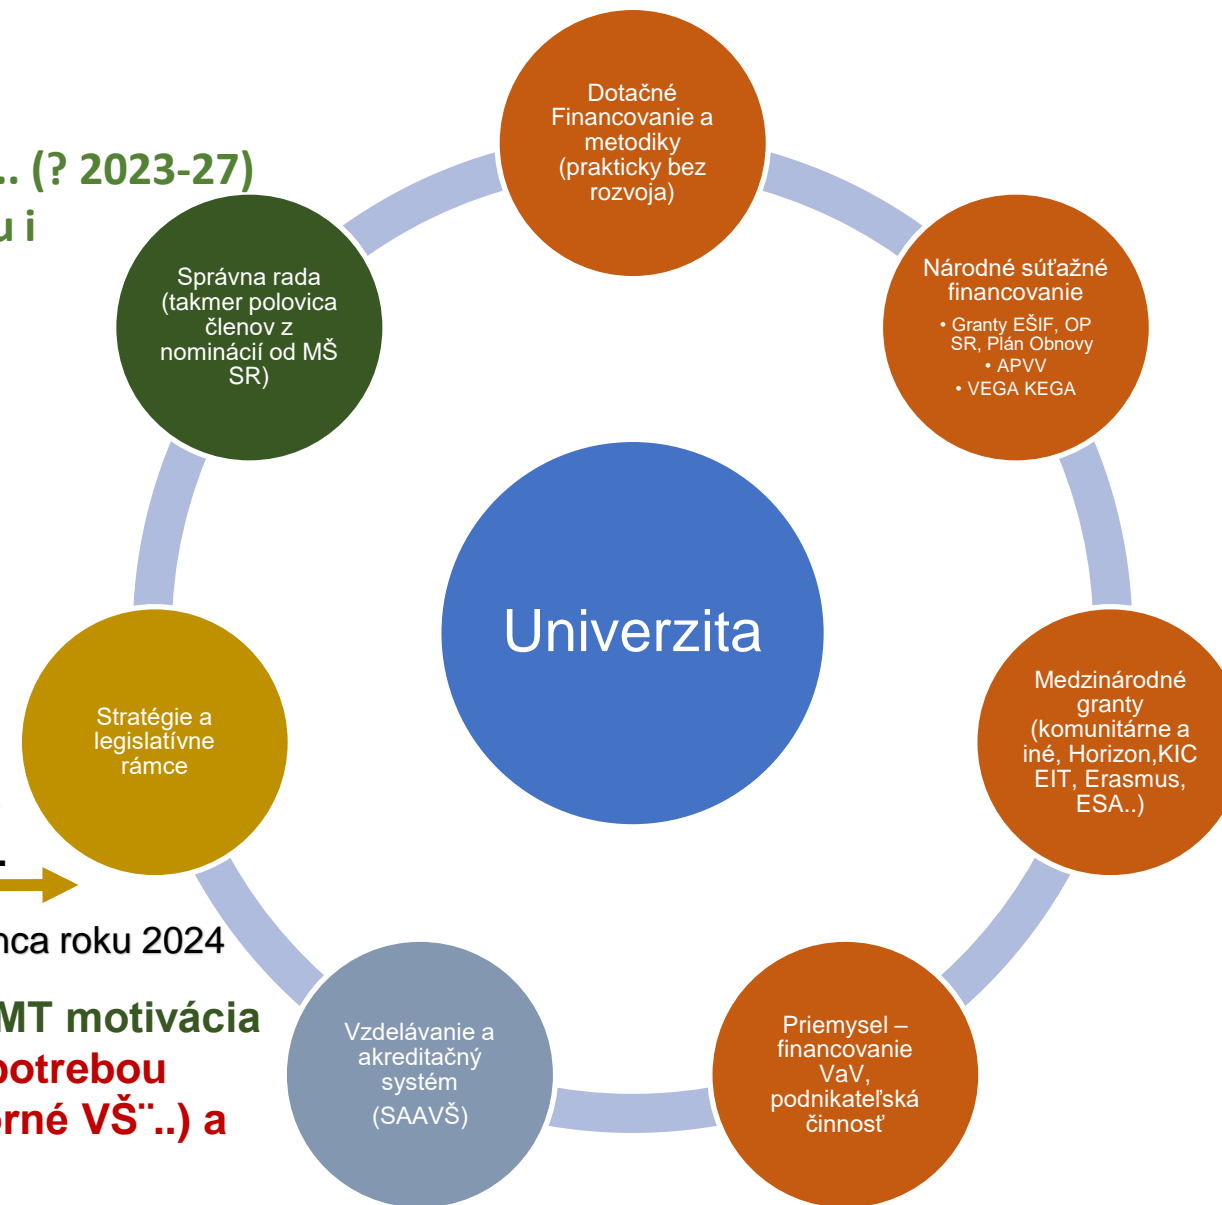 Dotačné
Financovanie a
metodiky
(prakticky bez
rozvoja)
.. (? 2023-27)
u i
Správna rada
(takmer polovica
členov z
nominácií od MŠ
SR)
Národné súťažné
financovanie
• Granty EŠIF, OP
SR, Plán Obnovy
• APVV
• VEGA KEGA
Univerzita
Medzinárodné
granty
(komunitárne a
iné, Horizon,KIC
EIT, Erasmus,
ESA..)
Stratégie a
legislatívne
rámce
nca roku 2024
MT motivácia
potrebou
orné VŠ¨..) a
Vzdelávanie a
akreditačný
systém
(SAAVŠ)
Priemysel –
financovanie
VaV,
podnikateľská
činnosť